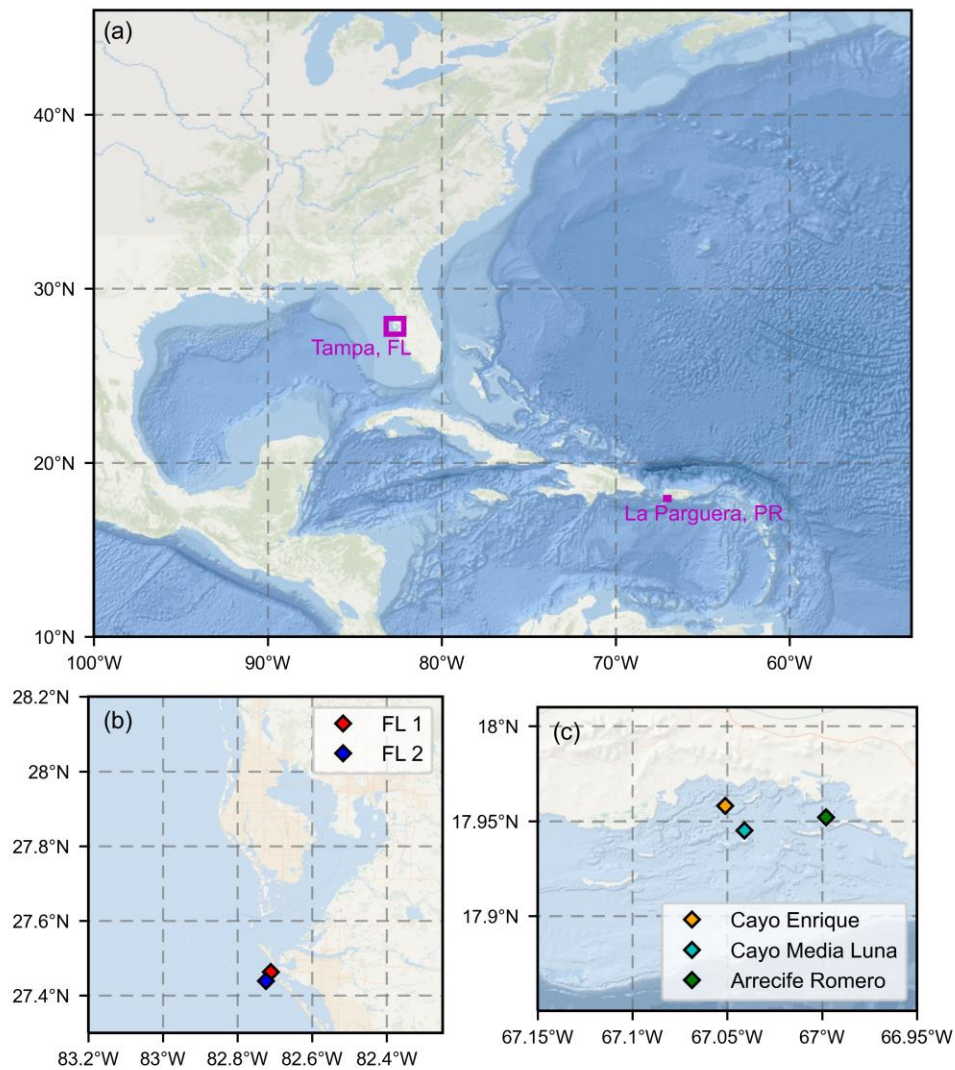 (a)
40°N
30°N
Tampa, FL
20°N
La Parguera, PR
10°N
100°W 90°W 80°W 70°W 60°W
28.2°N
(b)
FL 1
FL 2
28°N
27.8°N
27.6°N
27.4°N
83.2°W 83°W 82.8°W 82.6°W 82.4°W
18°N
(c)
17.95°N
17.9°N
Cayo Enrique
Cayo Media Luna
Arrecife Romero
67.15°W 67.1°W 67.05°W 67°W 66.95°W